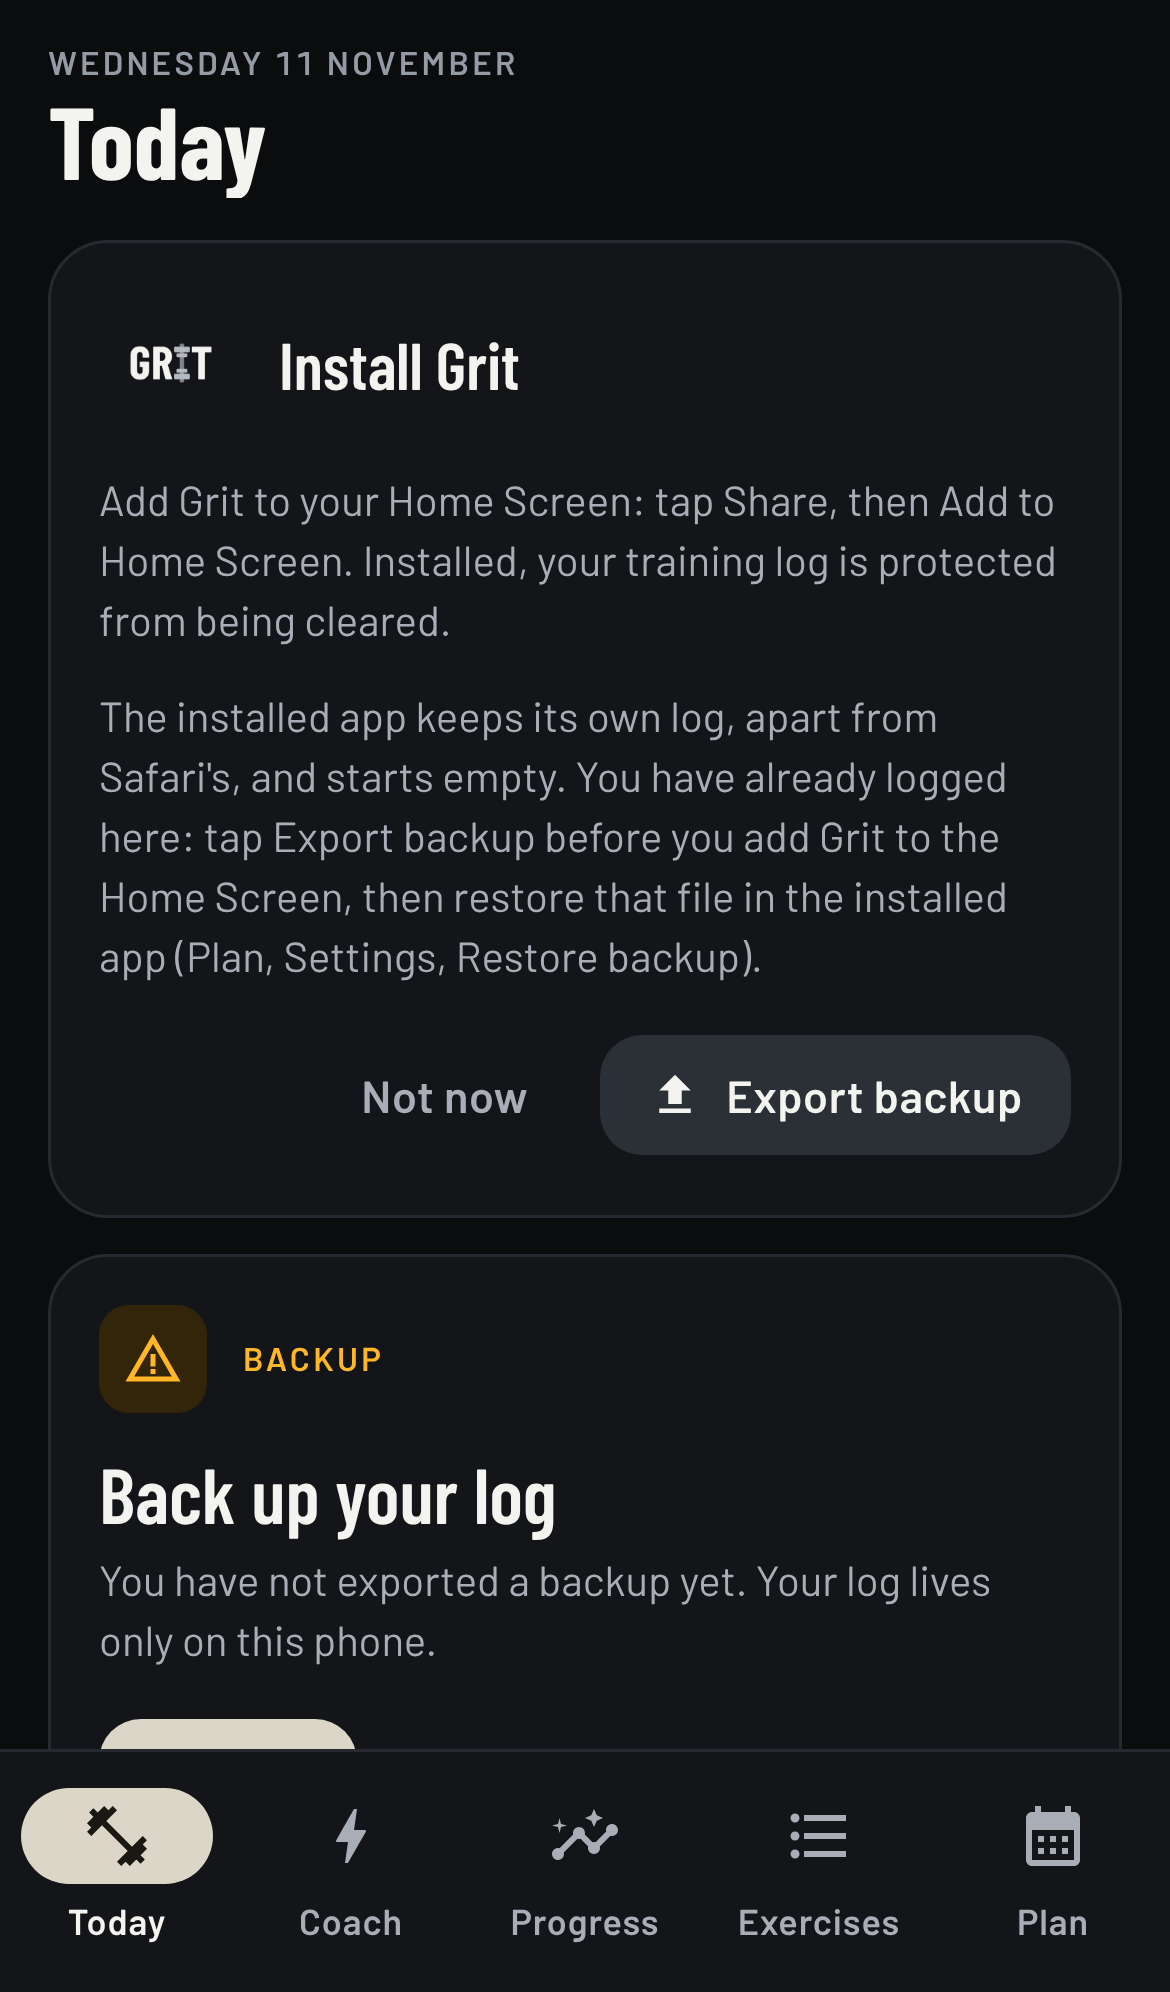 WEDNESDAY 11 NOVEMBER
Today
GRIT
Install Grit
Add Grit to your Home Screen: tap Share, then Add to
Home Screen. Installed, your training log is protected
from being cleared.
The installed app keeps its own log, apart from
Safari's, and starts empty. You have already logged
here: tap Export backup before you add Grit to the
Home Screen, then restore that file in the installed
app (Plan, Settings, Restore backup).
Not now
Export backup
BACKUP
Back up your log
You have not exported a backup yet. Your log lives
only on this phone.
Today
Coach
Progress
Exercises
Plan